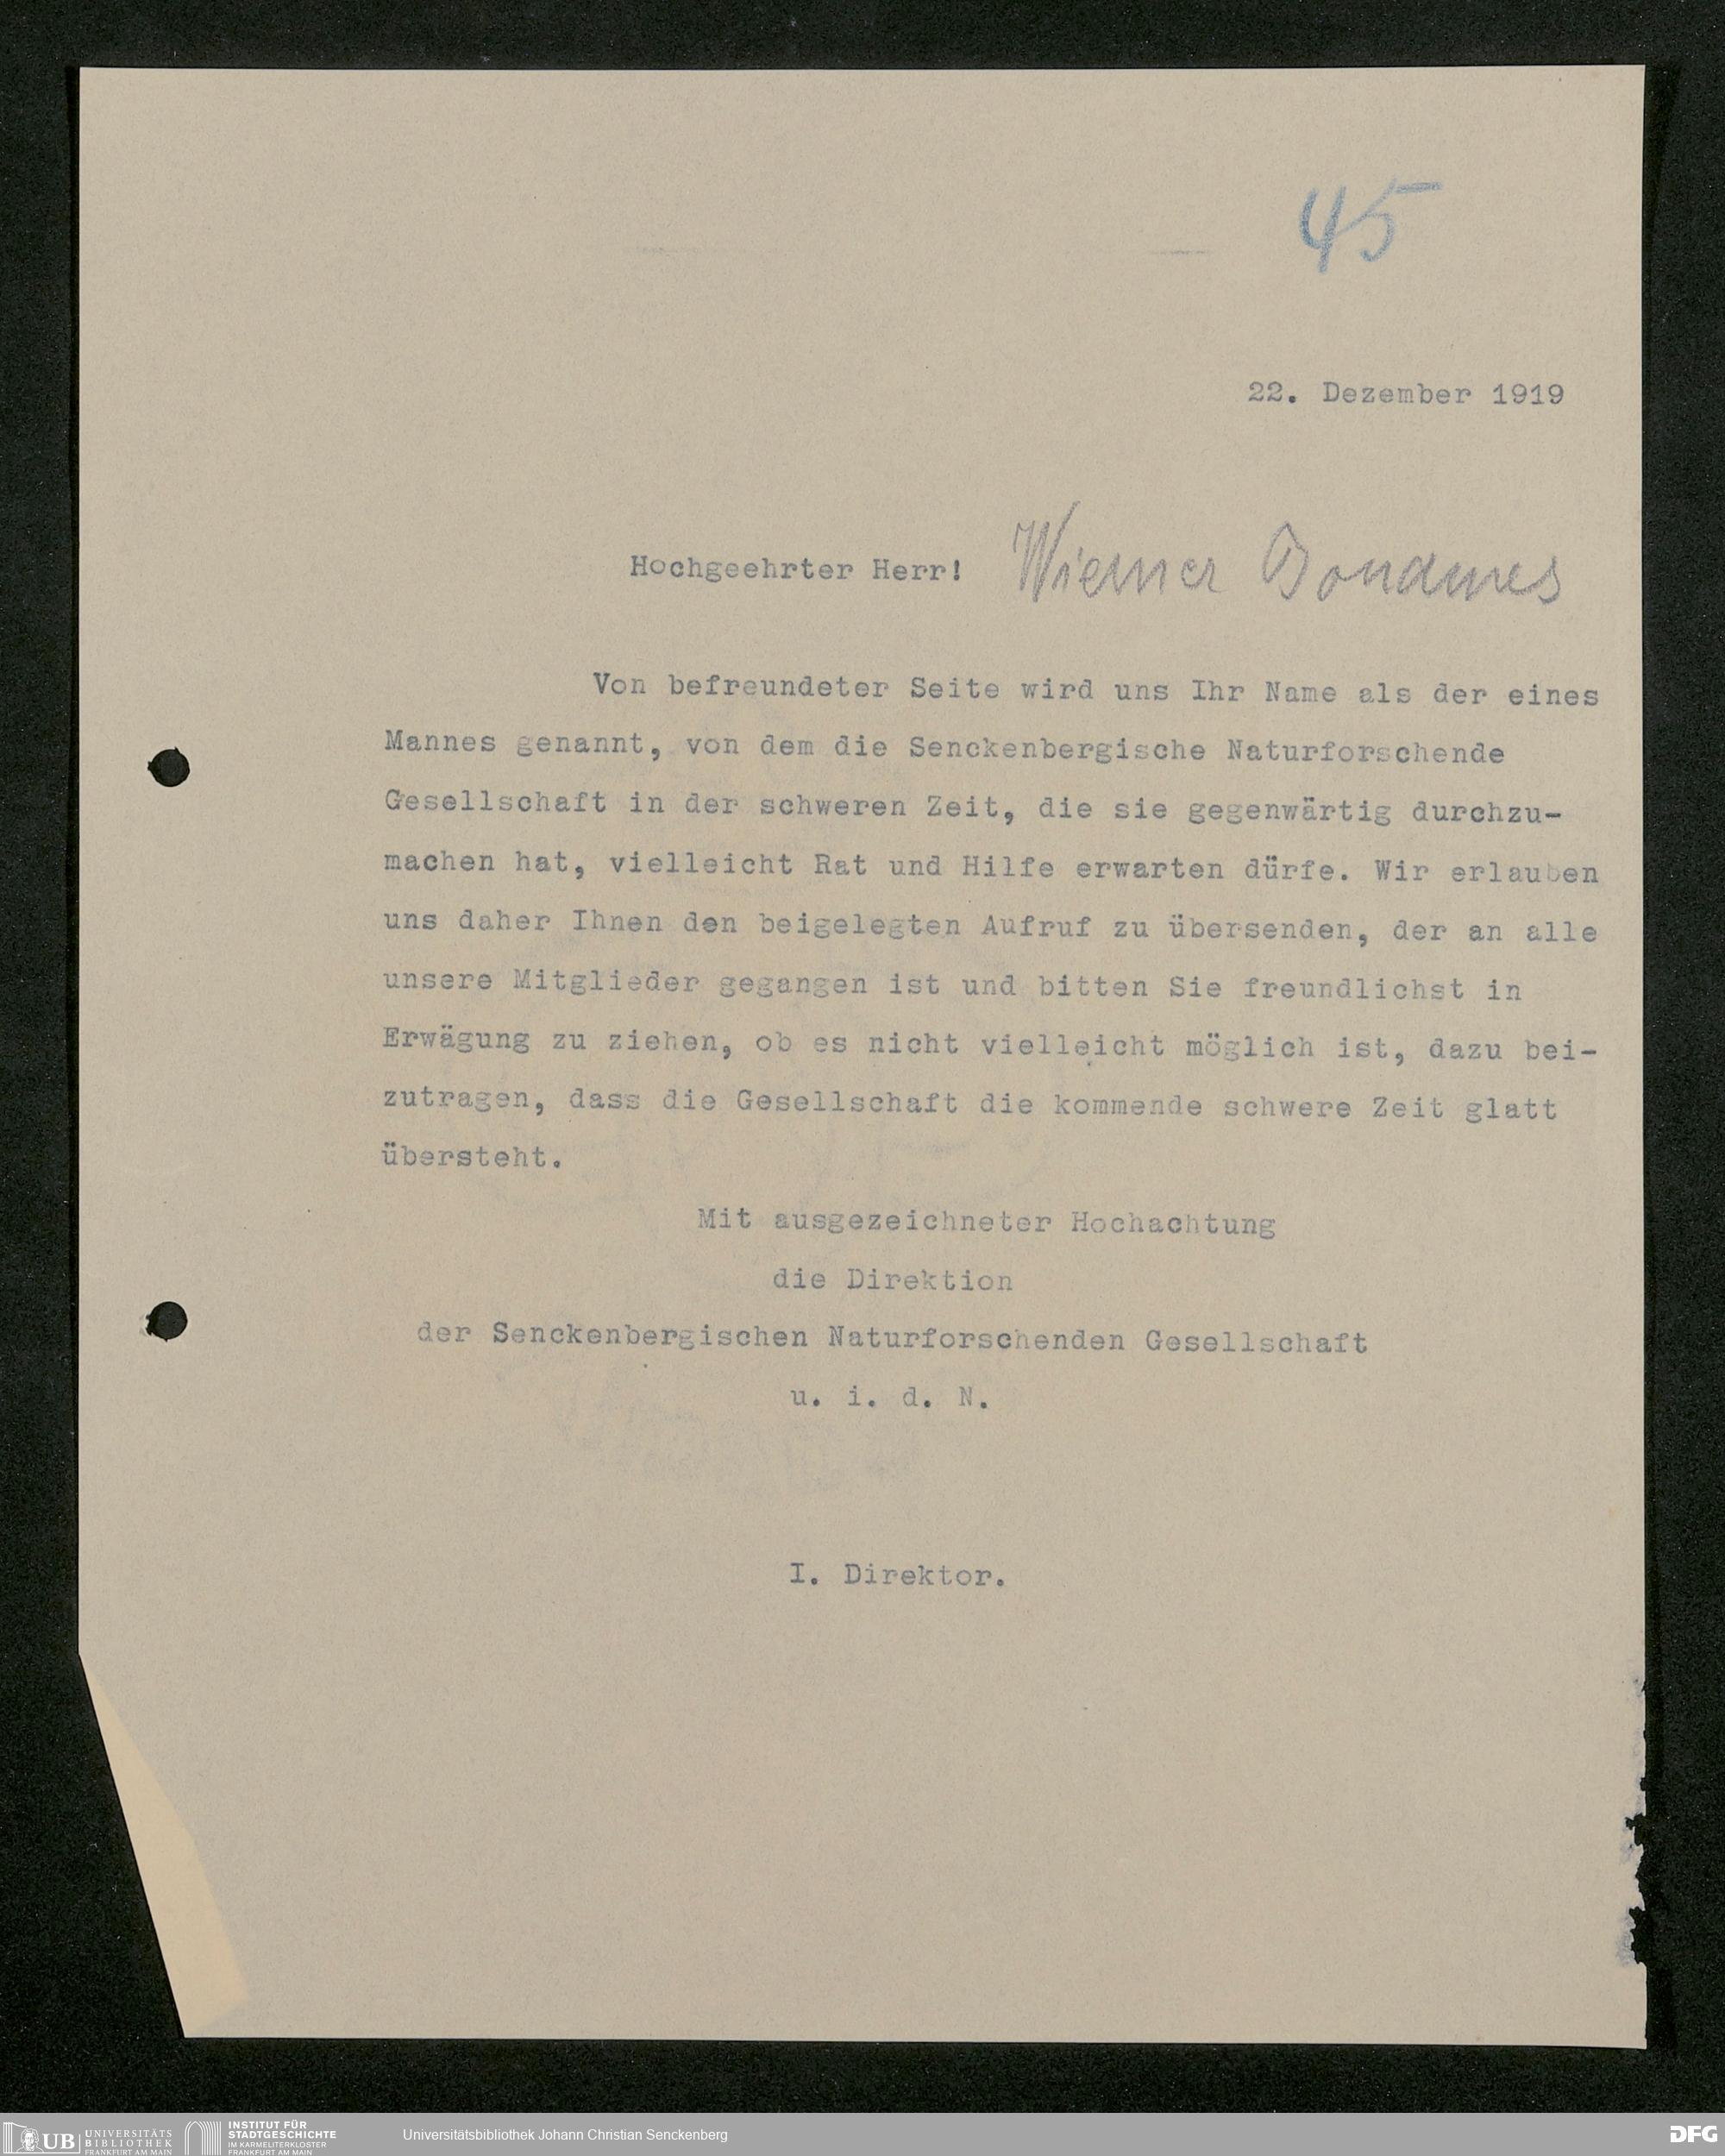 45
22. Dezember 1919
Hochgeehrter Herr! Wiemer Bonames
Von befreundeter Seite wird uns Ihr Name als der eines
Mannes genannt, von dem die Senckenbergische Naturforschende
Gesellschaft in der schweren Zeit, die sie gegenwärtig durchzu-
machen hat, vielleicht Rat und Hilfe erwarten dürfe. Wir erlauben
uns daher Ihnen den beigelegten Aufruf zu übersenden, der an alle
unsere Mitglieder gegangen ist und bitten Sie freundlichst in
Erwägung zu ziehen, ob es nicht vielleicht möglich ist, dazu bei-
zutragen, dass die Gesellschaft die kommende schwere Zeit glatt
übersteht.
Mit ausgezeichneter Hochachtung
die Direktion
der Senckenbergischen Naturforschenden Gesellschaft
u. i. d. N.
I. Direktor.
UB UNIVERSITÄTS
BIBLIOTHEK
FRANKFURT AM MAIN
INSTITUT FÜR
STADTGESCHICHTE
IM KARMELITERKLOSTER
FRANKFURT AM MAIN
Universitätsbibliothek Johann Christian Senckenberg
DFG